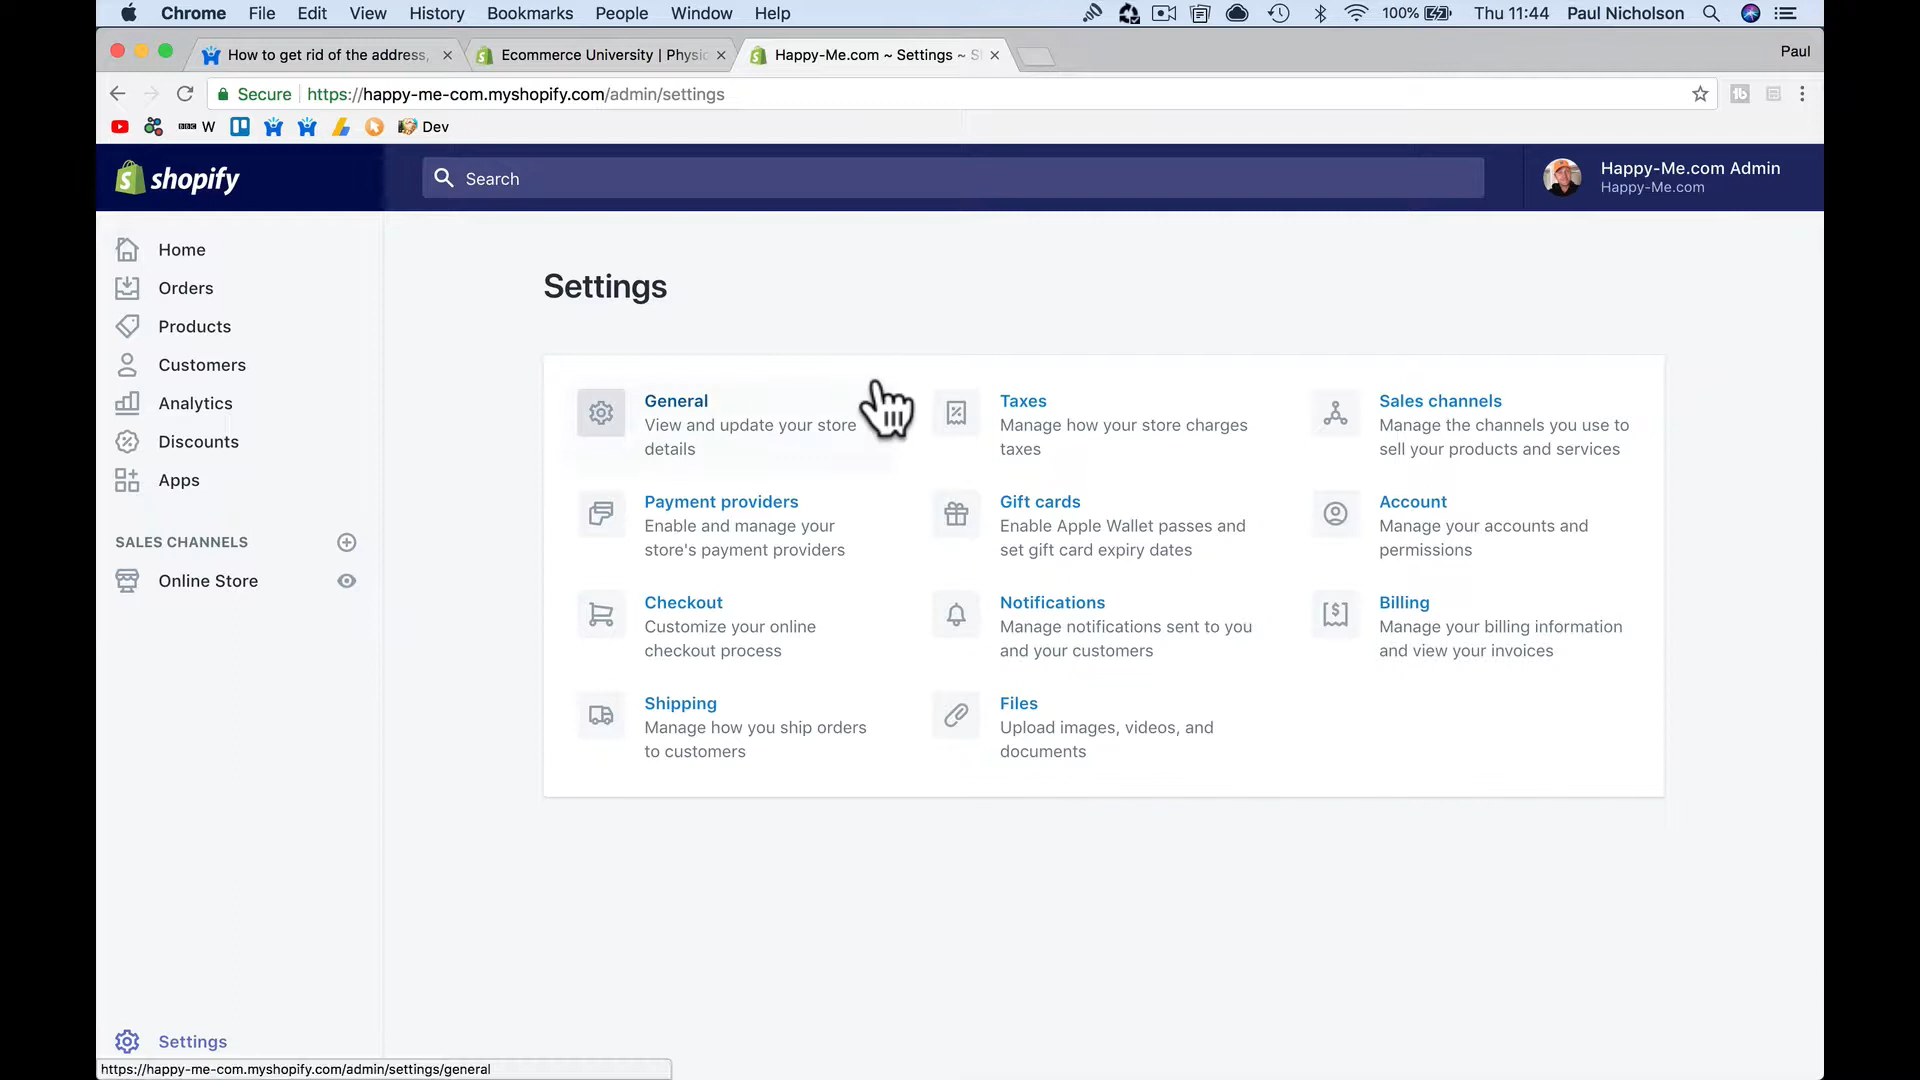 Chrome File Edit View History Bookmarks People Window Help 100% Thu 11:44 Paul Nicholson
How to get rid of the address, Ecommerce University | Physic Happy-Me.com ~ Settings ~ S Paul
Secure https://happy-me-com.myshopify.com/admin/settings
BBC W Dev
shopify Search Happy-Me.com Admin
Happy-Me.com
Home
Orders
Products
Customers
Analytics
Discounts
Apps
SALES CHANNELS
Online Store
Settings
Settings
General
View and update your store
details
Taxes
Manage how your store charges
taxes
Sales channels
Manage the channels you use to
sell your products and services
Payment providers
Enable and manage your
store's payment providers
Gift cards
Enable Apple Wallet passes and
set gift card expiry dates
Account
Manage your accounts and
permissions
Checkout
Customize your online
checkout process
Notifications
Manage notifications sent to you
and your customers
Billing
Manage your billing information
and view your invoices
Shipping
Manage how you ship orders
to customers
Files
Upload images, videos, and
documents
https://happy-me-com.myshopify.com/admin/settings/general